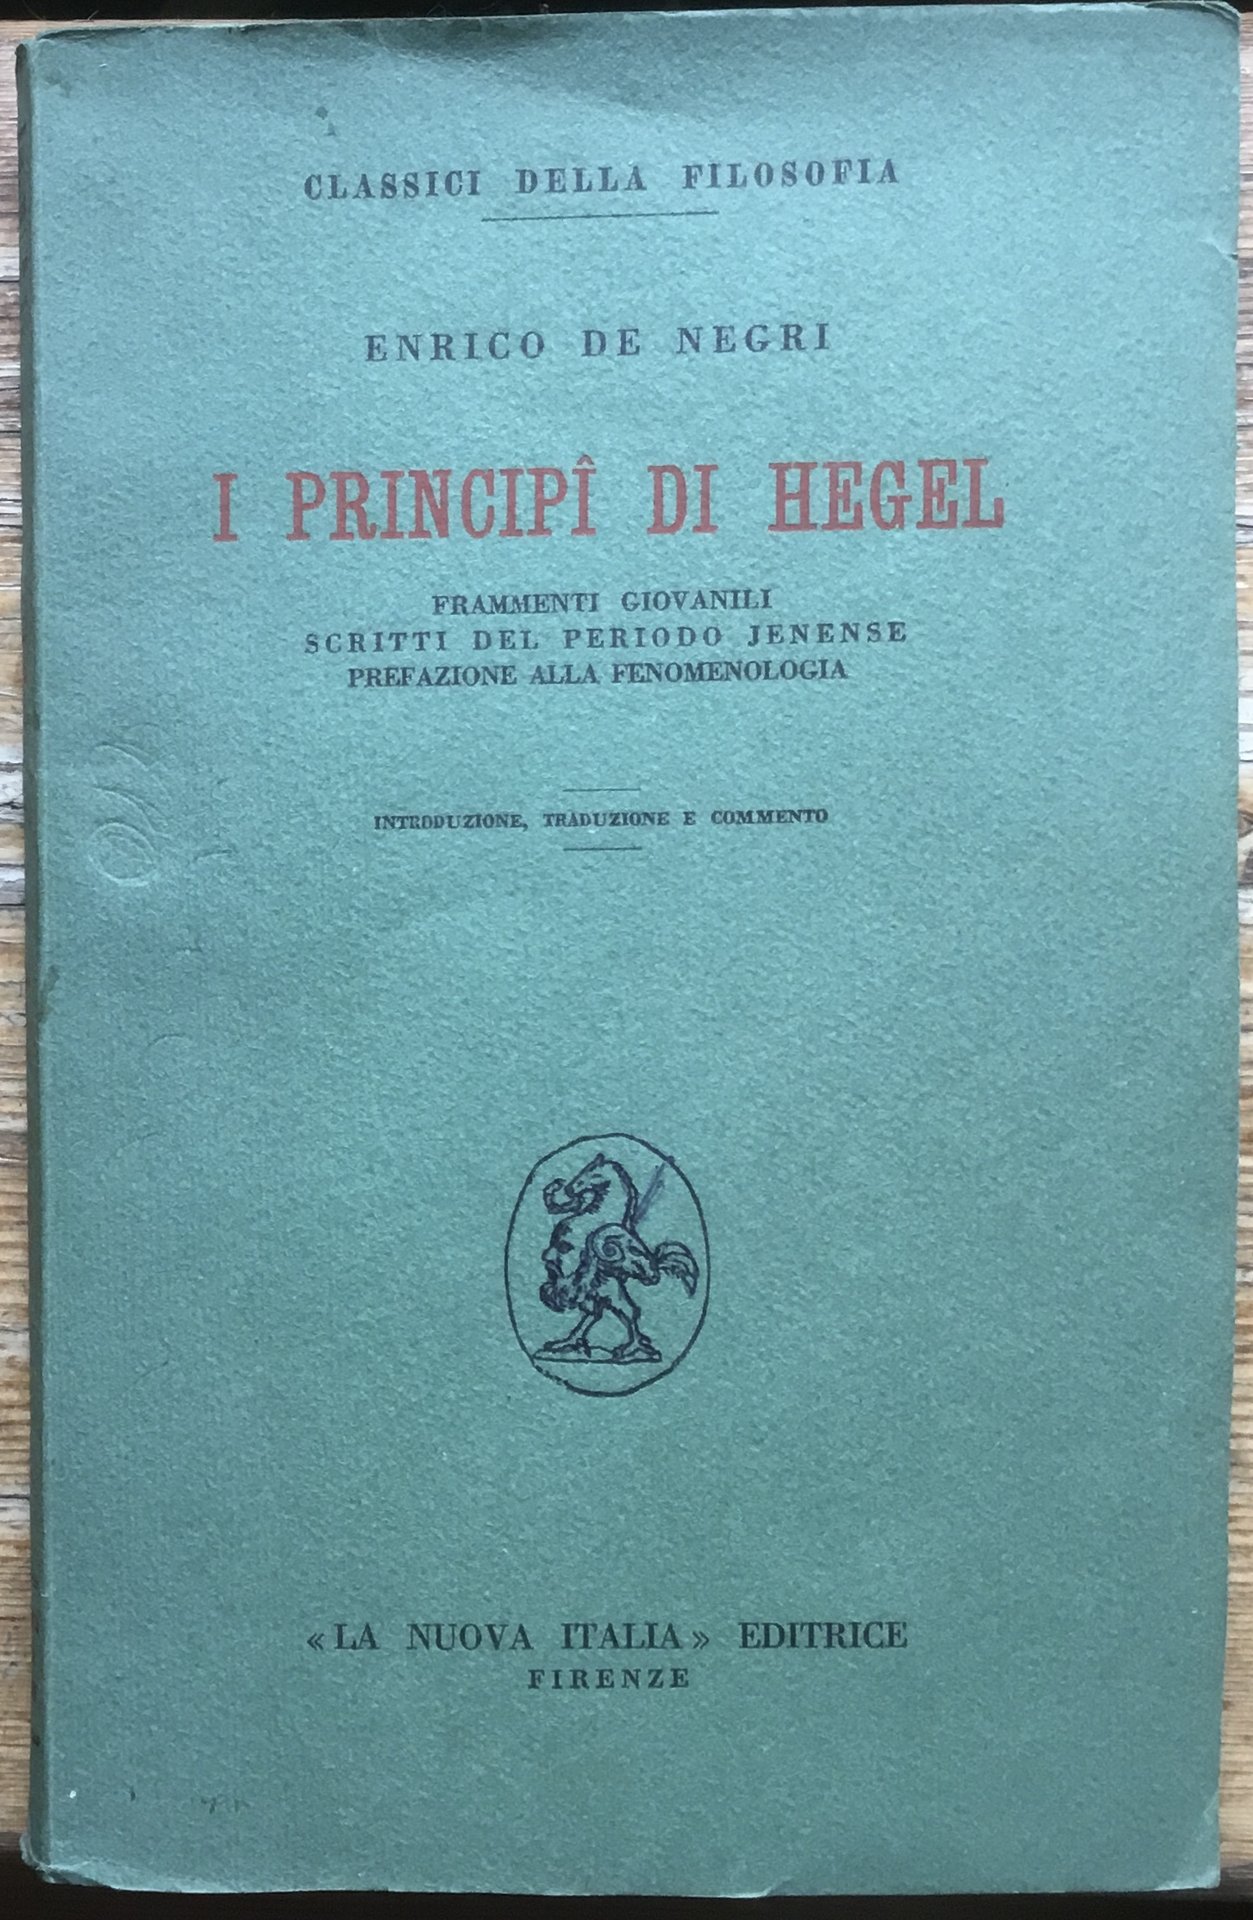 CLASSICI DELLA FILOSOFIA
ENRICO DE NEGRI
I PRINCIPÎ DI HEGEL
FRAMMENTI GIOVANILI
SCRITTI DEL PERIODO JENENSE
PREFAZIONE ALLA FENOMENOLOGIA
INTRODUZIONE, TRADUZIONE E COMMENTO
« LA NUOVA ITALIA » EDITRICE
FIRENZE